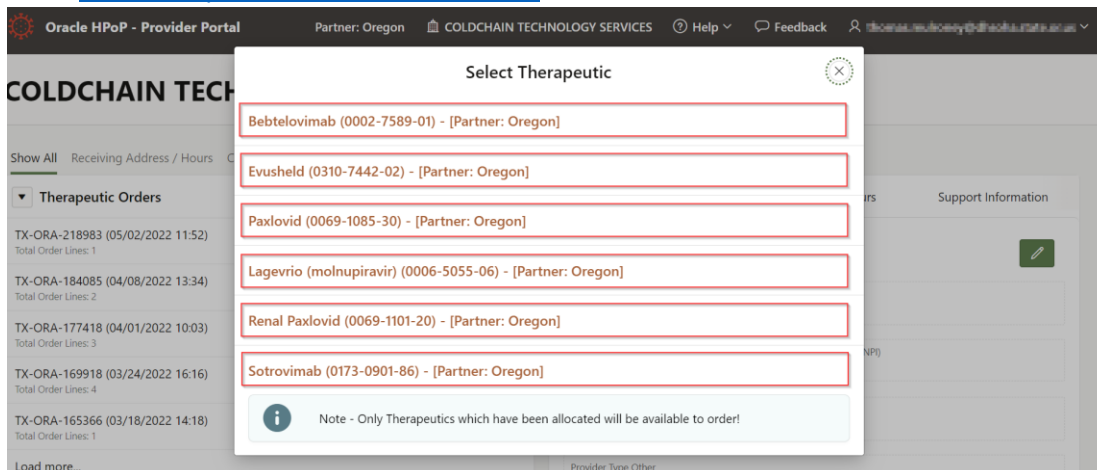 Oracle HPoP - Provider Portal
Partner: Oregon
COLDCHAIN TECHNOLOGY SERVICES
Help
Feedback
COLDCHAIN TECH
Select Therapeutic
Bebtelovimab (0002-7589-01) - [Partner: Oregon]
Evusheld (0310-7442-02) - [Partner: Oregon]
Paxlovid (0069-1085-30) - [Partner: Oregon]
Lagevrio (molnupiravir) (0006-5055-06) - [Partner: Oregon]
Renal Paxlovid (0069-1101-20) - [Partner: Oregon]
Sotrovimab (0173-0901-86) - [Partner: Oregon]
Note - Only Therapeutics which have been allocated will be available to order!
Show All Receiving Address / Hours
Therapeutic Orders
TX-ORA-218983 (05/02/2022 11:52)
Total Order Lines: 1
TX-ORA-184085 (04/08/2022 13:34)
Total Order Lines: 2
TX-ORA-177418 (04/01/2022 10:03)
Total Order Lines: 3
TX-ORA-169918 (03/24/2022 16:16)
Total Order Lines: 4
TX-ORA-165366 (03/18/2022 14:18)
Total Order Lines: 1
Load more...
urs
Support Information
NPI)
Provider Type Other